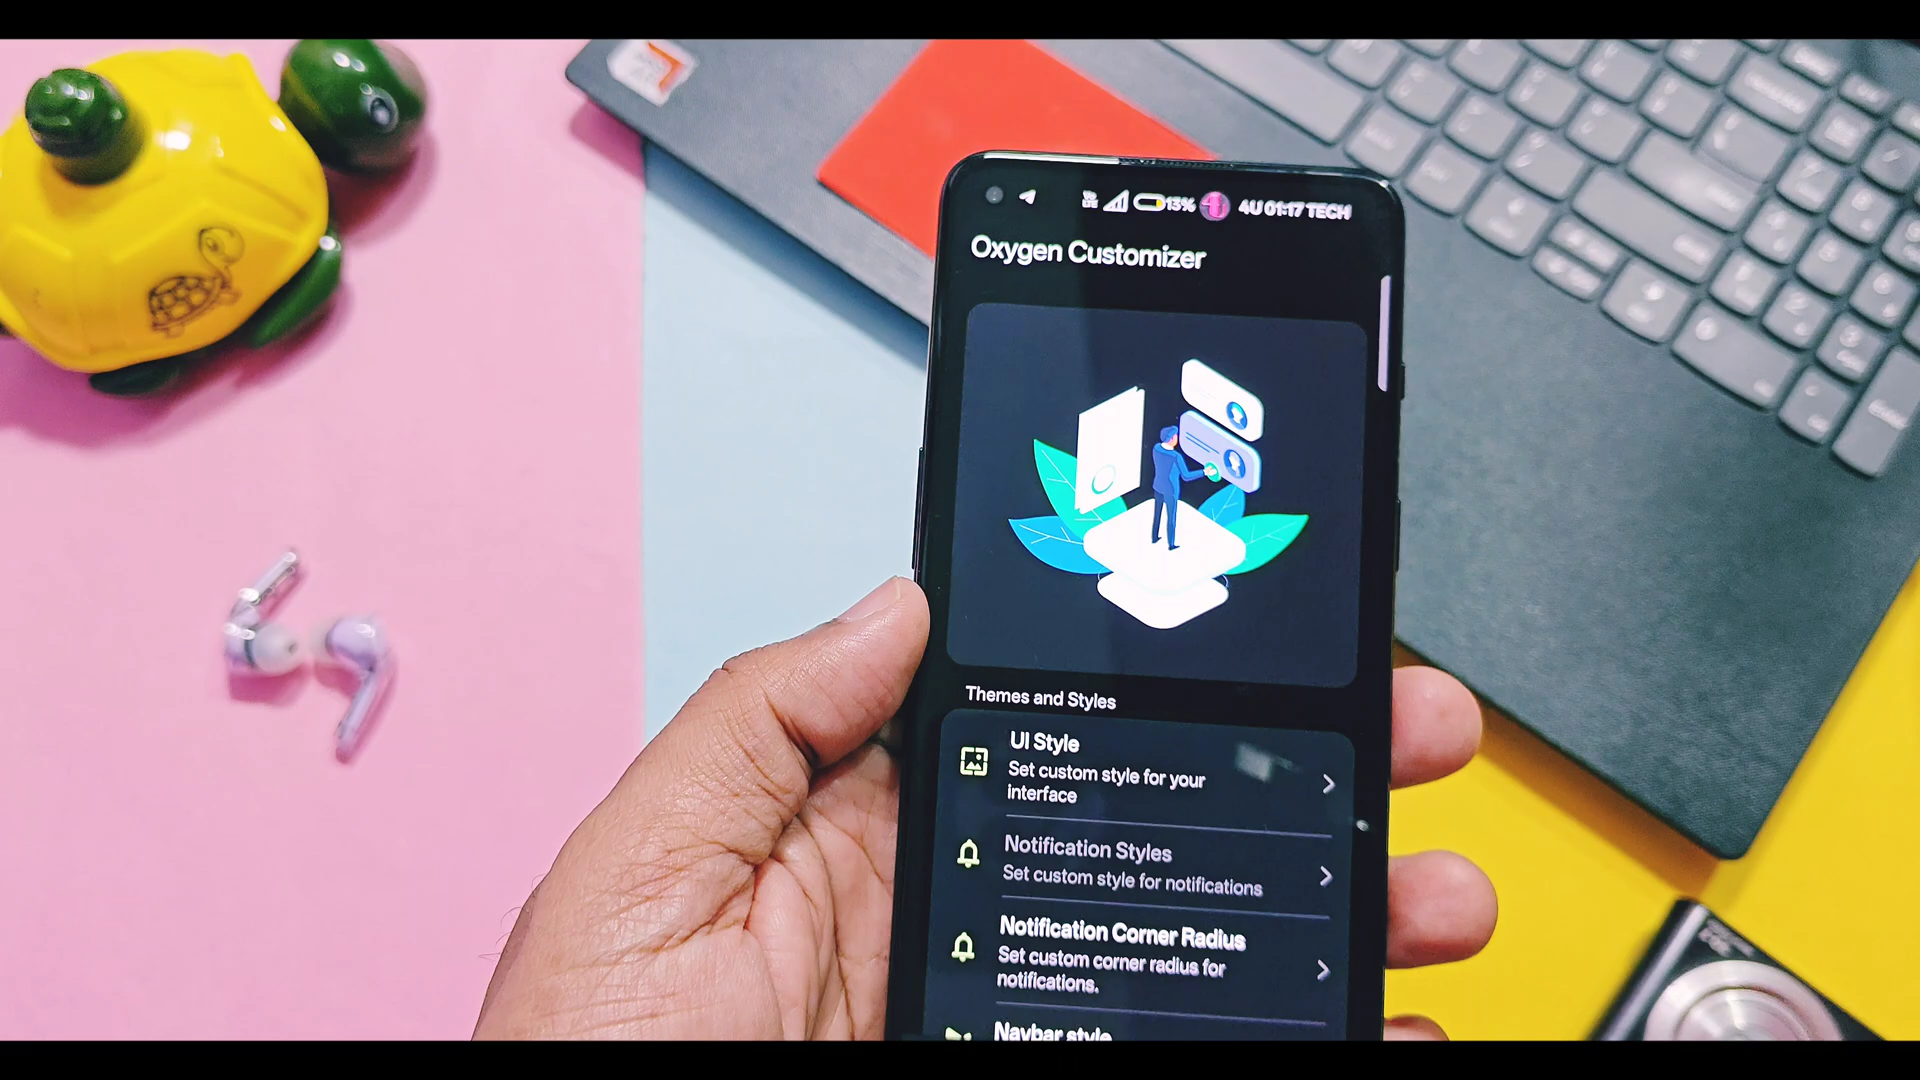 13% 4U 01:17 TECH
Oxygen Customizer
Themes and Styles
UI Style
Set custom style for your
interface
Notification Styles
Set custom style for notifications
Notification Corner Radius
Set custom corner radius for
notifications.
Navbar style